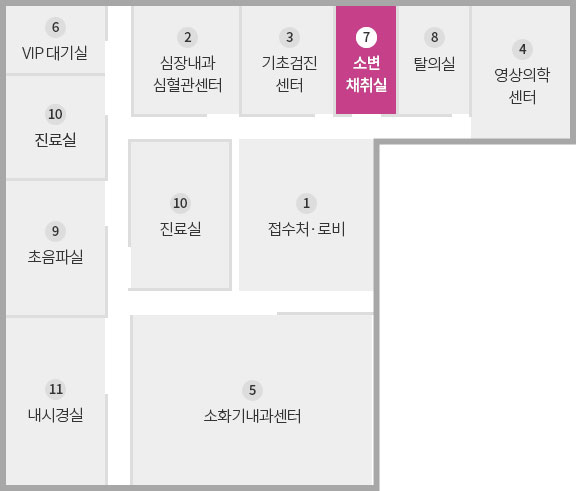 6
VIP 대기실
2
심장내과
심혈관센터
3
기초검진
센터
7
소변
채취실
8
탈의실
4
영상의학
센터
10
진료실
10
진료실
1
접수처·로비
9
초음파실
11
내시경실
5
소화기내과센터